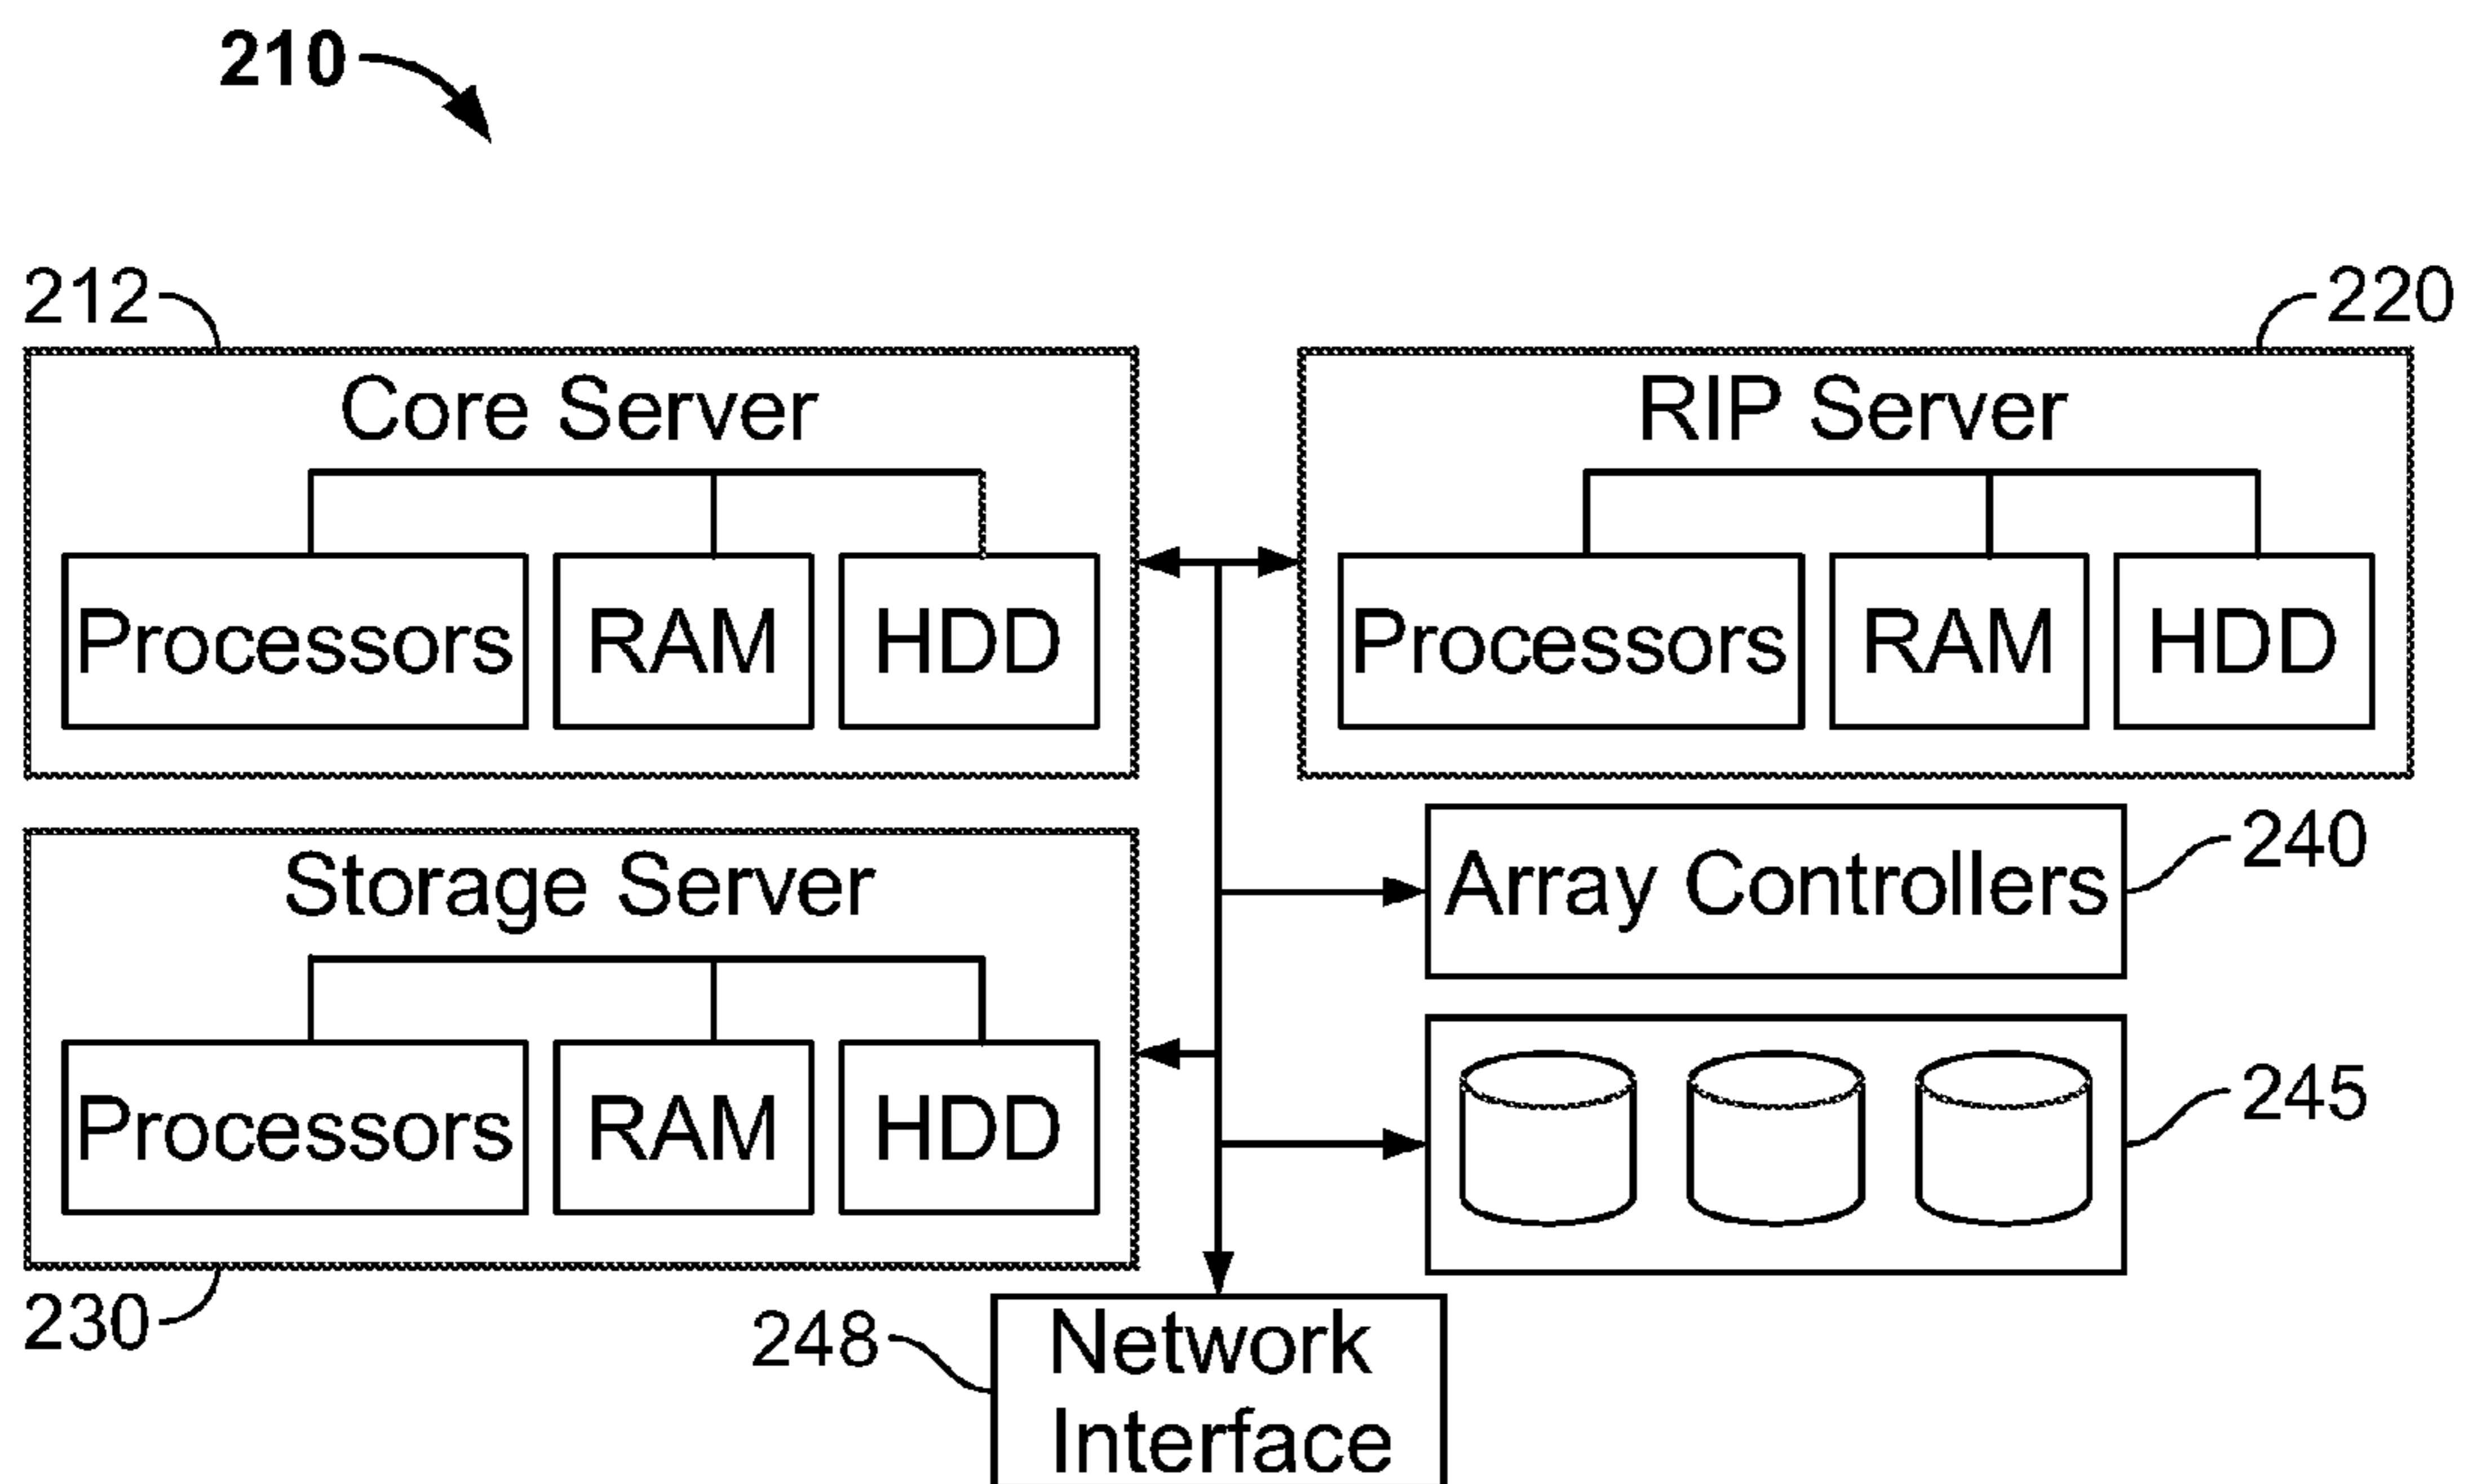 210
212
220
Core Server
RIP Server
Processors
RAM
HDD
Processors
RAM
HDD
240
Array Controllers
Storage Server
Processors
RAM
HDD
245
230
248
Network
Interface